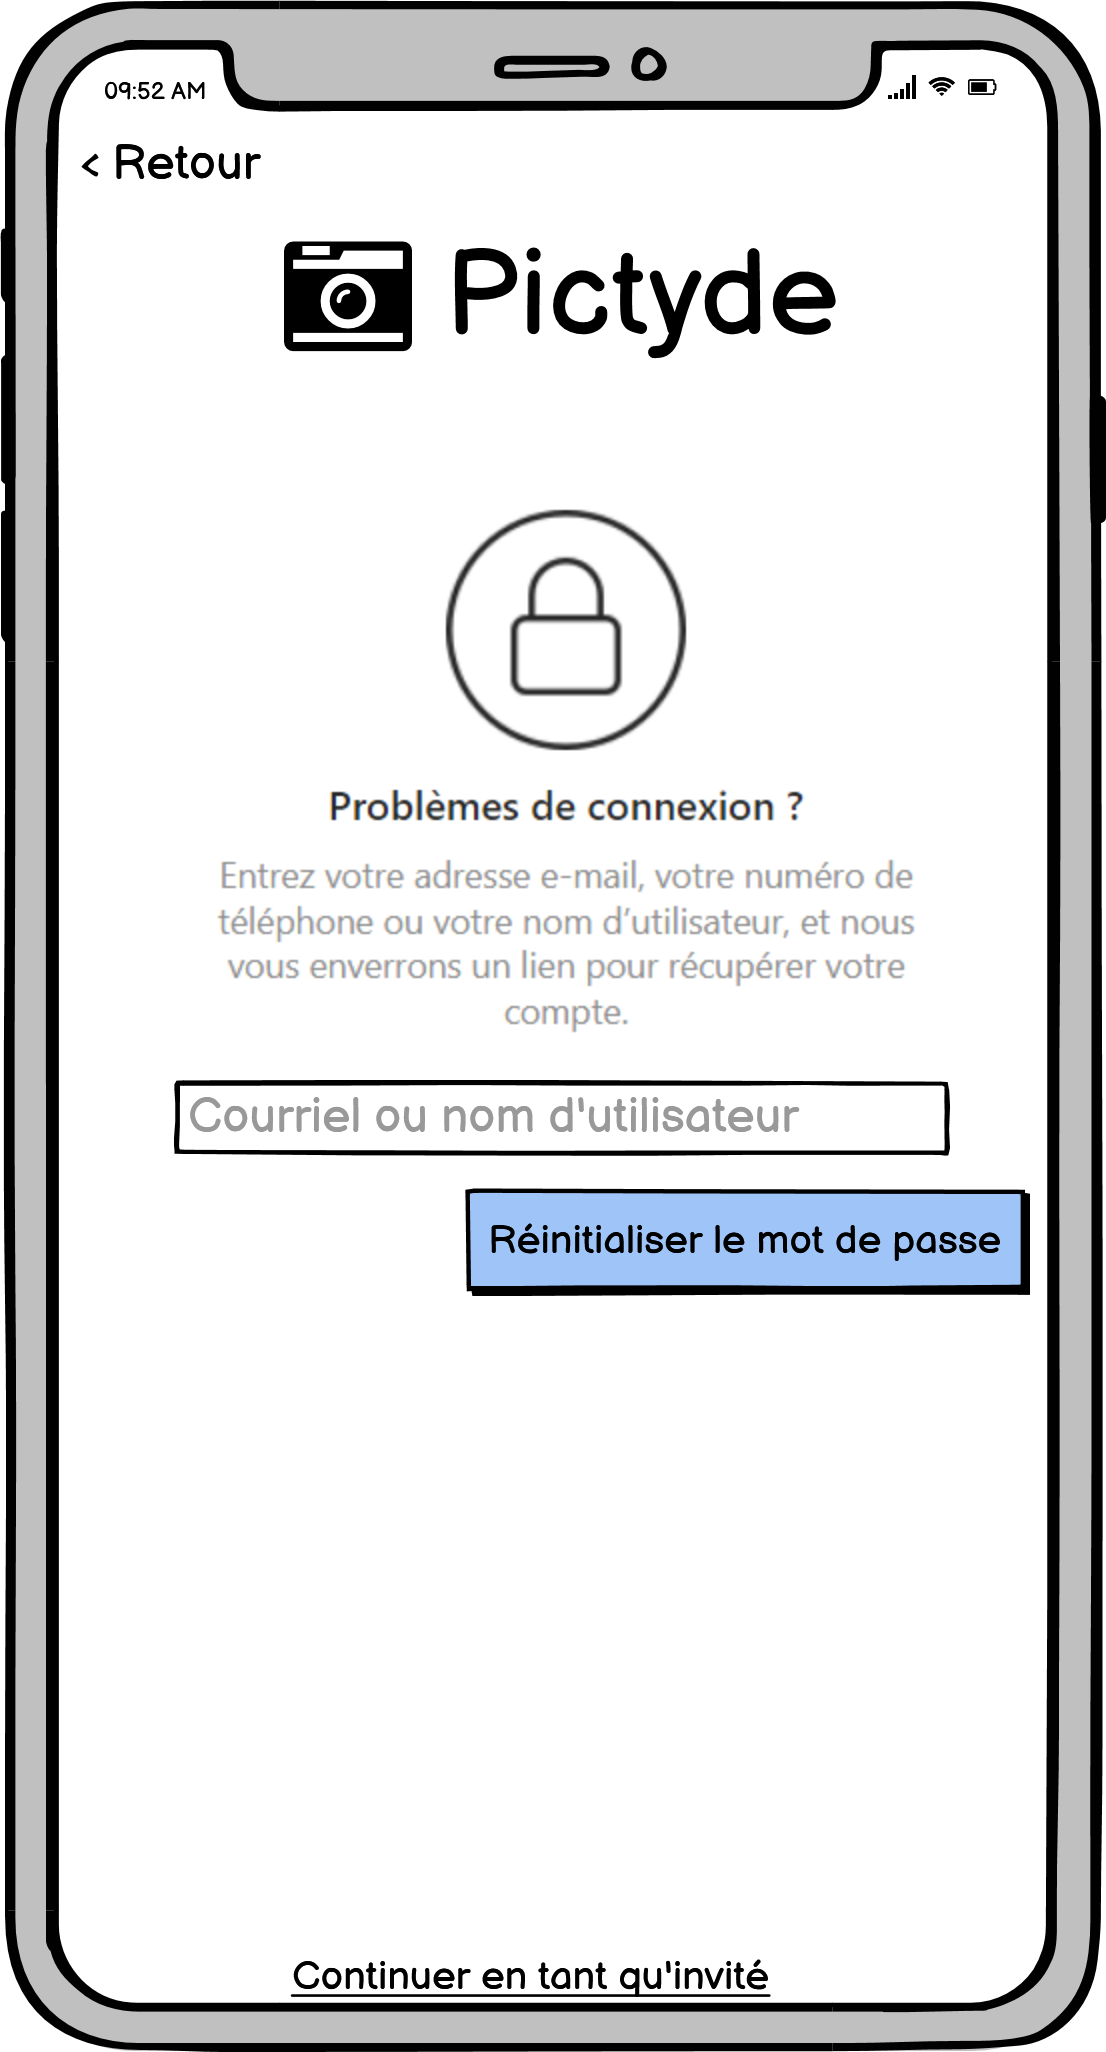 09:52 AM
< Retour
Pictyde
Problèmes de connexion ?
Entrez votre adresse e-mail, votre numéro de
téléphone ou votre nom d’utilisateur, et nous
vous enverrons un lien pour récupérer votre
compte.
Courriel ou nom d'utilisateur
Réinitialiser le mot de passe
Continuer en tant qu'invité